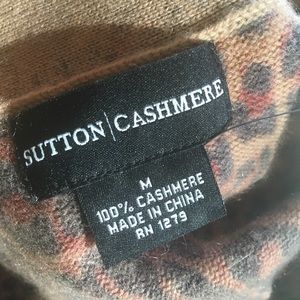 SUTTON|CASHMERE
M
100% CASHMERE
MADE IN CHINA
RN 1279